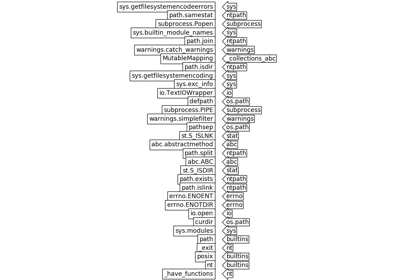 sys.getfilesystemencodeerrors sys
path.samestat ntpath
subprocess.Popen subprocess
sys.builtin_module_names sys
path.join ntpath
warnings.catch_warnings warnings
MutableMapping _collections_abc
path.isdir ntpath
sys.getfilesystemencoding sys
sys.exc_info sys
io.TextIOWrapper io
defpath os.path
subprocess.PIPE subprocess
warnings.simplefilter warnings
pathsep os.path
st.S_ISLNK stat
abc.abstractmethod abc
path.split ntpath
abc.ABC abc
st.S_ISDIR stat
path.exists ntpath
path.islink ntpath
errno.ENOENT errno
errno.ENOTDIR errno
io.open io
curdir os.path
sys.modules sys
path builtins
_exit nt
posix builtins
nt builtins
_have_functions nt